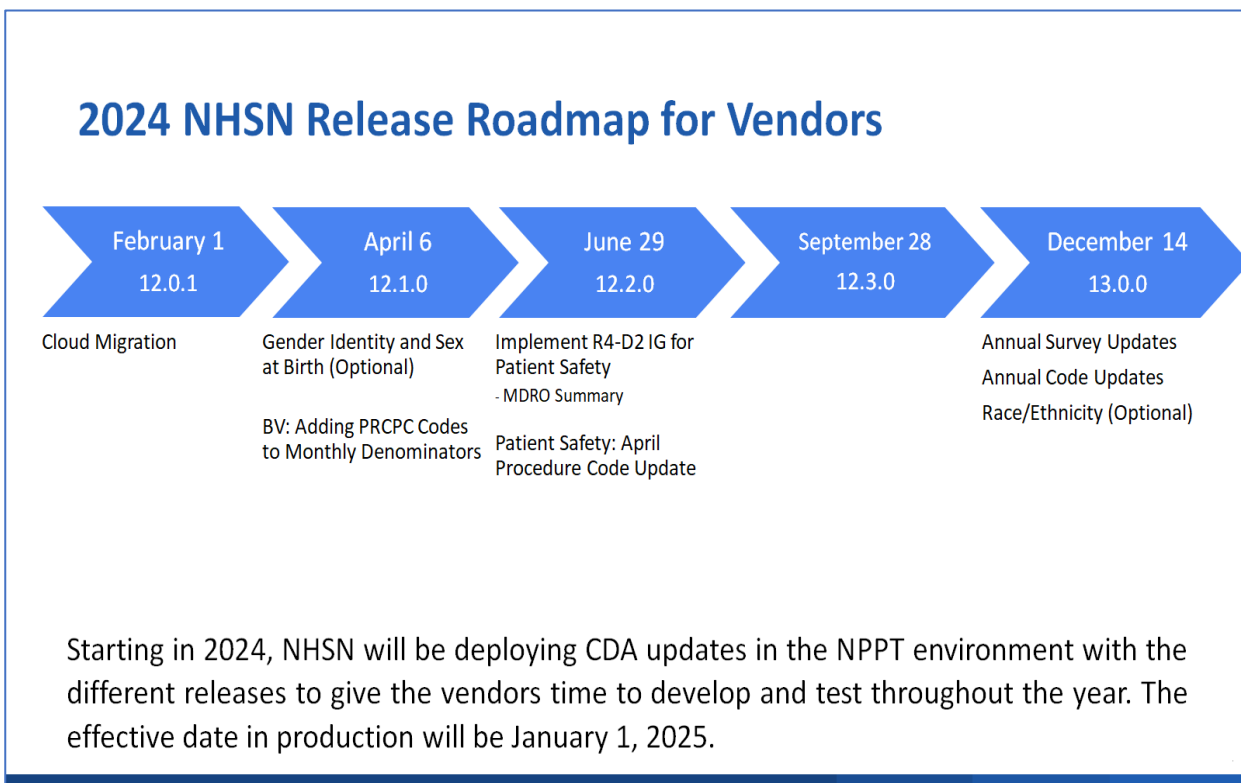 2024 NHSN Release Roadmap for Vendors
February 1
12.0.1
April 6
12.1.0
June 29
12.2.0
September 28
12.3.0
December 14
13.0.0
Cloud Migration
Gender Identity and Sex
at Birth (Optional)
BV: Adding PRCPC Codes
to Monthly Denominators
Implement R4-D2 IG for
Patient Safety
- MDRO Summary
Patient Safety: April
Procedure Code Update
Annual Survey Updates
Annual Code Updates
Race/Ethnicity (Optional)
Starting in 2024, NHSN will be deploying CDA updates in the NPPT environment with the
different releases to give the vendors time to develop and test throughout the year. The
effective date in production will be January 1, 2025.